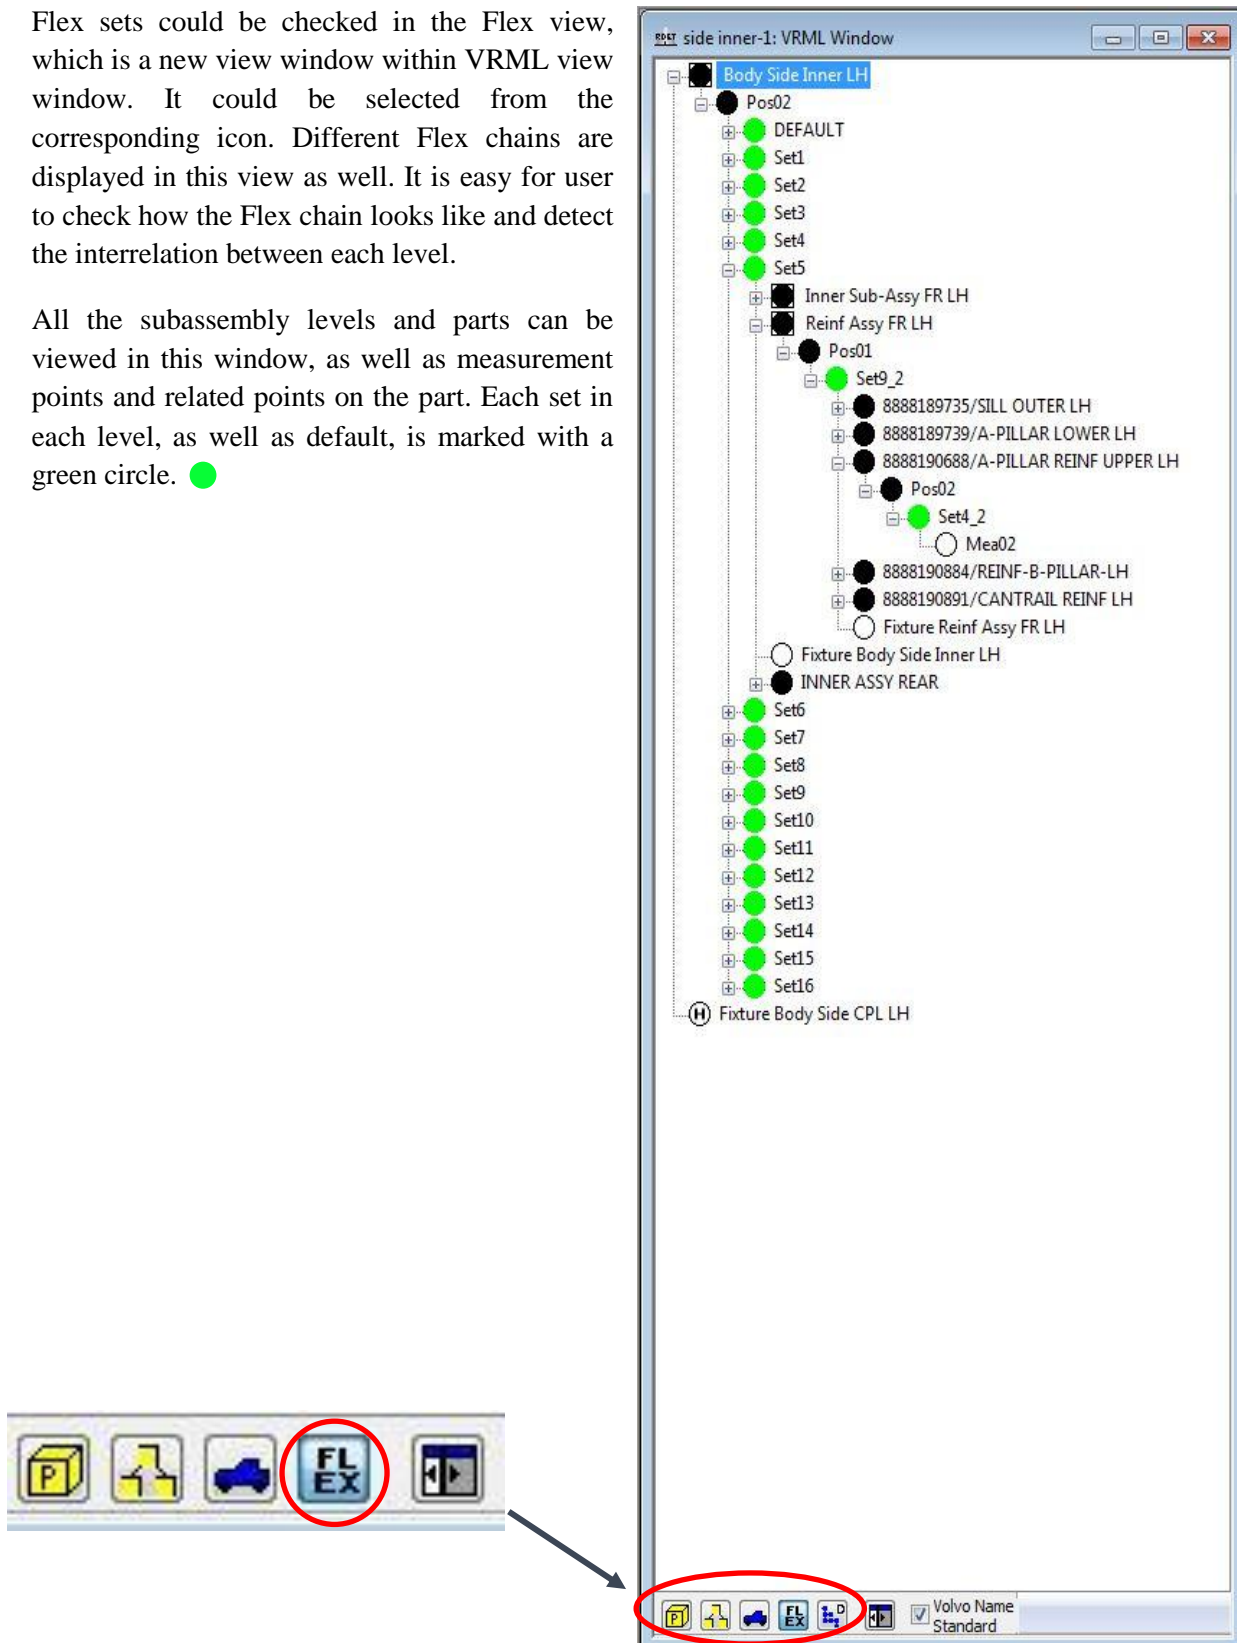 Flex sets could be checked in the Flex view,
which is a new view window within VRML view
window. It could be selected from the
corresponding icon. Different Flex chains are
displayed in this view as well. It is easy for user
to check how the Flex chain looks like and detect
the interrelation between each level.
All the subassembly levels and parts can be
viewed in this window, as well as measurement
points and related points on the part. Each set in
each level, as well as default, is marked with a
green circle.
RD&T side inner-1: VRML Window
Body Side Inner LH
Pos02
DEFAULT
Set1
Set2
Set3
Set4
Set5
Inner Sub-Assy FR LH
Reinf Assy FR LH
Pos01
Set9_2
8888189735/SILL OUTER LH
8888189739/A-PILLAR LOWER LH
8888190688/A-PILLAR REINF UPPER LH
Pos02
Set4_2
Mea02
8888190884/REINF-B-PILLAR-LH
8888190891/CANTRAIL REINF LH
Fixture Reinf Assy FR LH
Fixture Body Side Inner LH
INNER ASSY REAR
Set6
Set7
Set8
Set9
Set10
Set11
Set12
Set13
Set14
Set15
Set16
H Fixture Body Side CPL LH
P FL
EX
P FL
EX D Volvo Name
Standard